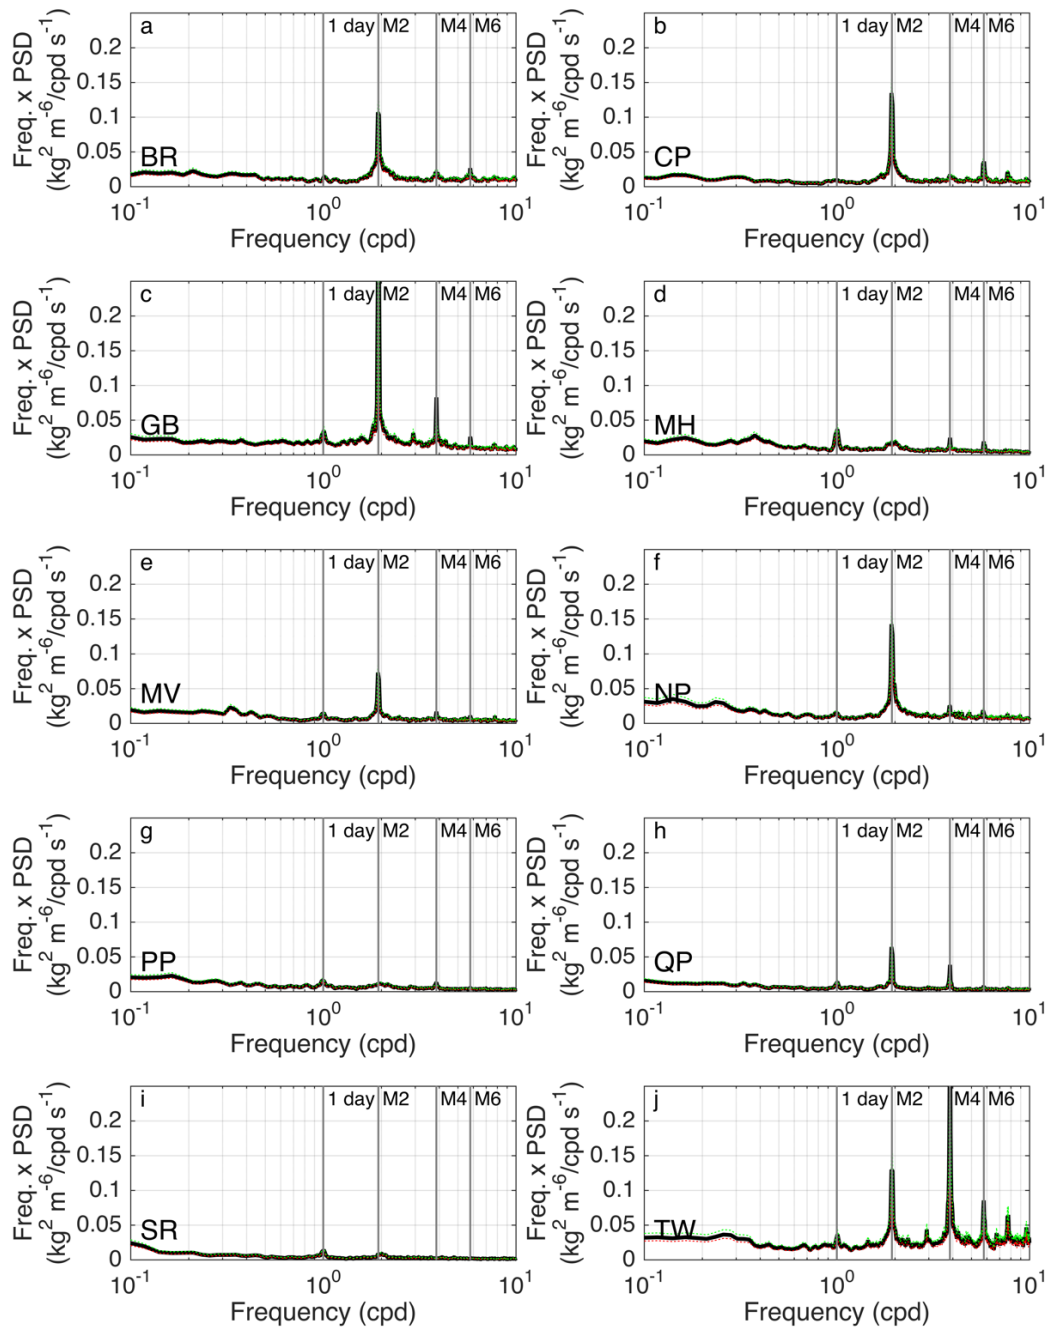 a
1 day M2 M4 M6
BR
Freq. x PSD
(kg² m⁻⁶/cpd s⁻¹)
0.2
0.15
0.1
0.05
0
10⁻¹ 10⁰ 10¹
Frequency (cpd)
b
1 day M2 M4 M6
CP
Freq. x PSD
(kg² m⁻⁶/cpd s⁻¹)
0.2
0.15
0.1
0.05
0
10⁻¹ 10⁰ 10¹
Frequency (cpd)
c
1 day M2 M4 M6
GB
Freq. x PSD
(kg² m⁻⁶/cpd s⁻¹)
0.2
0.15
0.1
0.05
0
10⁻¹ 10⁰ 10¹
Frequency (cpd)
d
1 day M2 M4 M6
MH
Freq. x PSD
(kg² m⁻⁶/cpd s⁻¹)
0.2
0.15
0.1
0.05
0
10⁻¹ 10⁰ 10¹
Frequency (cpd)
e
1 day M2 M4 M6
MV
Freq. x PSD
(kg² m⁻⁶/cpd s⁻¹)
0.2
0.15
0.1
0.05
0
10⁻¹ 10⁰ 10¹
Frequency (cpd)
f
1 day M2 M4 M6
NP
Freq. x PSD
(kg² m⁻⁶/cpd s⁻¹)
0.2
0.15
0.1
0.05
0
10⁻¹ 10⁰ 10¹
Frequency (cpd)
g
1 day M2 M4 M6
PP
Freq. x PSD
(kg² m⁻⁶/cpd s⁻¹)
0.2
0.15
0.1
0.05
0
10⁻¹ 10⁰ 10¹
Frequency (cpd)
h
1 day M2 M4 M6
QP
Freq. x PSD
(kg² m⁻⁶/cpd s⁻¹)
0.2
0.15
0.1
0.05
0
10⁻¹ 10⁰ 10¹
Frequency (cpd)
i
1 day M2 M4 M6
SR
Freq. x PSD
(kg² m⁻⁶/cpd s⁻¹)
0.2
0.15
0.1
0.05
0
10⁻¹ 10⁰ 10¹
Frequency (cpd)
j
1 day M2 M4 M6
TW
Freq. x PSD
(kg² m⁻⁶/cpd s⁻¹)
0.2
0.15
0.1
0.05
0
10⁻¹ 10⁰ 10¹
Frequency (cpd)